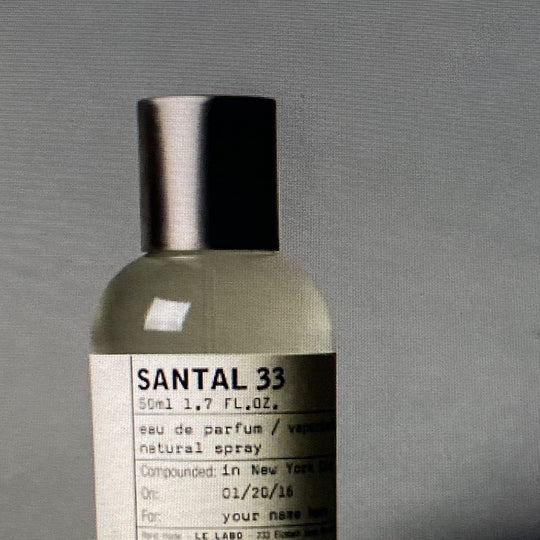 SANTAL 33
50ml 1.7 FL.OZ.
eau de parfum /
natural spray
Compounded: in New York
On: 01/20/16
For: your name
LE LABO